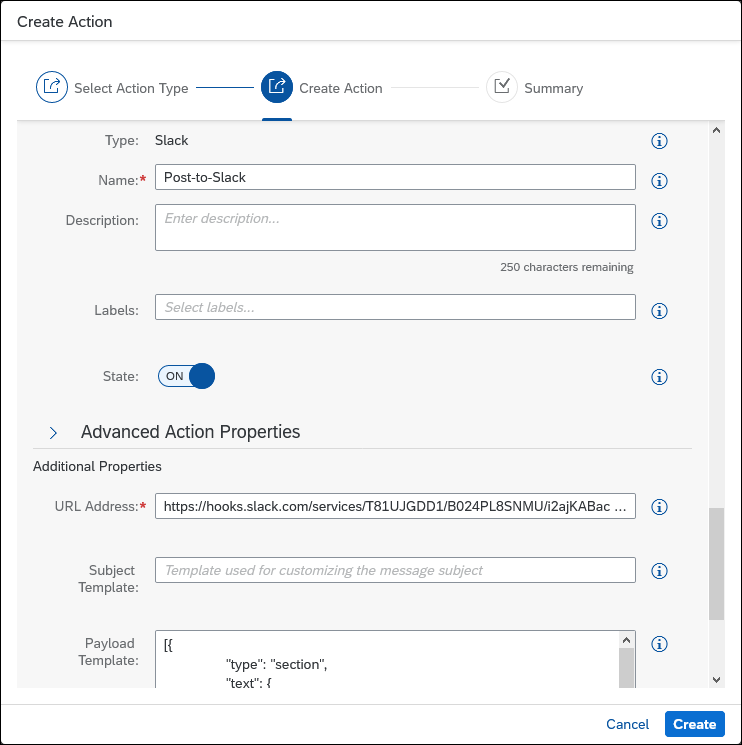 Create Action
Select Action Type
Create Action
Summary
Type: Slack
Name:* Post-to-Slack
Description: Enter description...
250 characters remaining
Labels: Select labels...
State: ON
Advanced Action Properties
Additional Properties
URL Address:* https://hooks.slack.com/services/T81UJGDD1/B024PL8SNMU/i2ajKABac ...
Subject
Template: Template used for customizing the message subject
Payload
Template: [{
"type": "section",
"text": {
Cancel Create